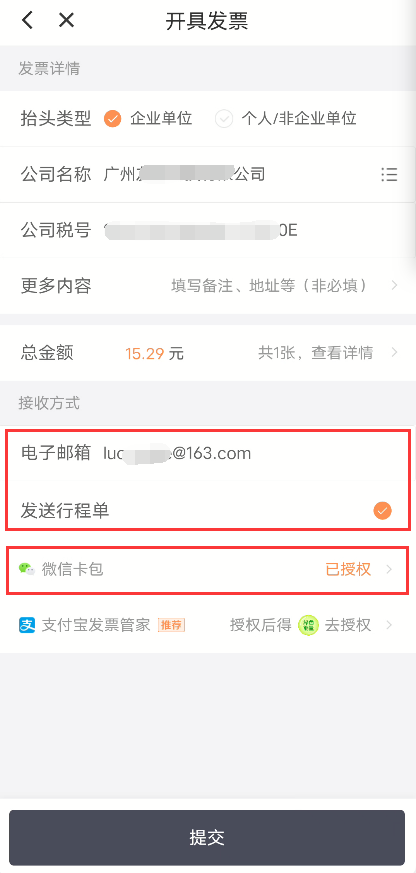 开具发票
发票详情
抬头类型 企业单位 个人/非企业单位
公司名称 广州 公司
公司税号 0E
更多内容 填写备注、地址等（非必填）
总金额 15.29 元 共1张，查看详情
接收方式
电子邮箱 luo @163.com
发送行程单
微信卡包 已授权
支 支付宝发票管家 推荐 授权后得 去授权
提交